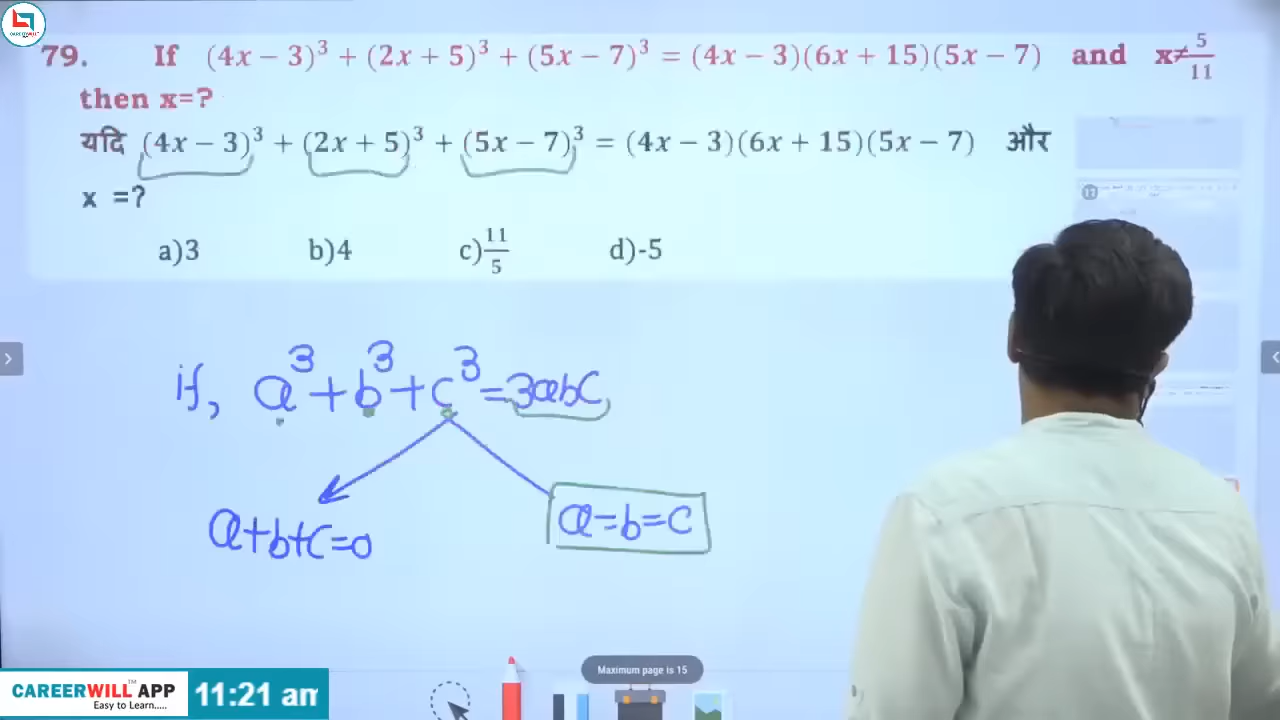 79. If (4x − 3)³ + (2x + 5)³ + (5x − 7)³ = (4x − 3)(6x + 15)(5x − 7) and x≠5/11
then x=?
यदि (4x − 3)³ + (2x + 5)³ + (5x − 7)³ = (4x − 3)(6x + 15)(5x − 7) और
x =?
a)3 b)4 c)11/5 d)-5
if, a³+b³+c³=3abc
a+b+c=0
a=b=c
Maximum page is 15
CAREERWILL™ APP
Easy to Learn.....
11:21 am
CAREERWILL